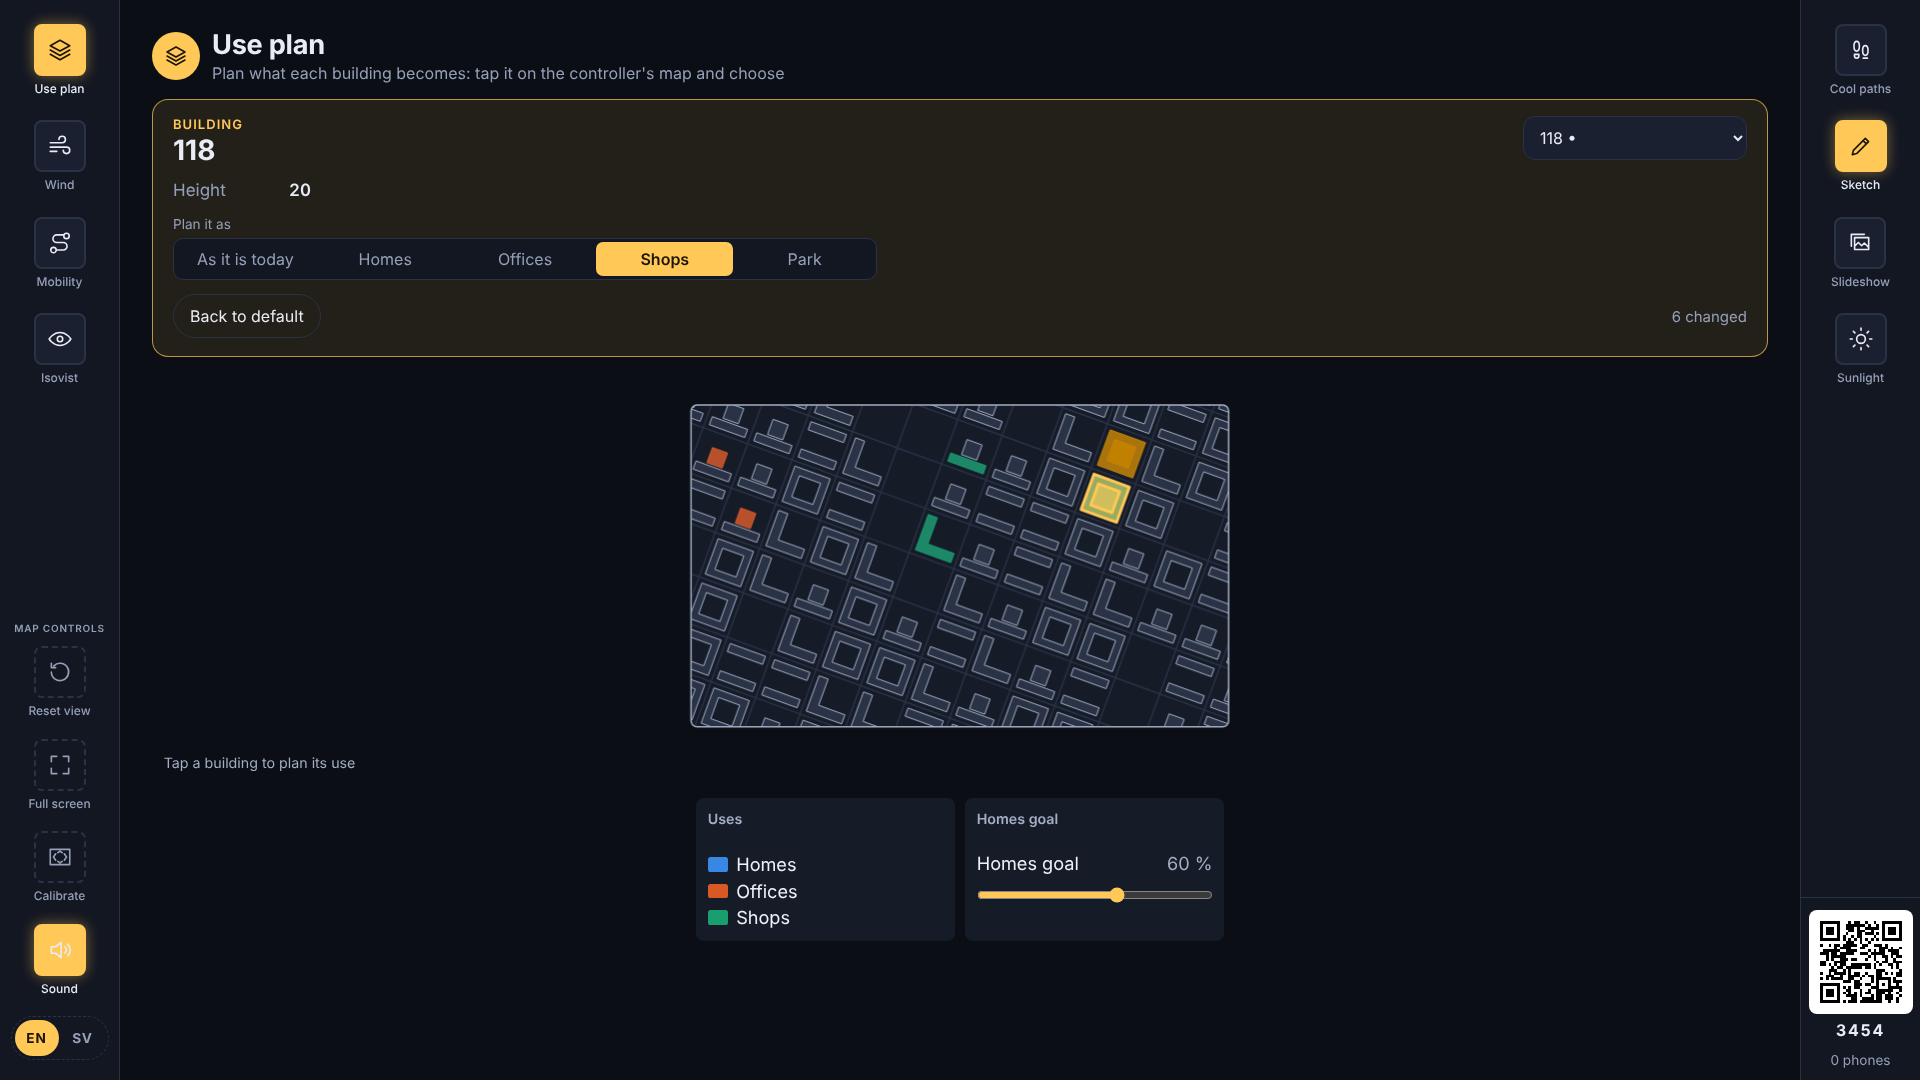 Use plan
Wind
Mobility
Isovist
MAP CONTROLS
Reset view
Full screen
Calibrate
Sound
EN SV
Use plan
Plan what each building becomes: tap it on the controller's map and choose
BUILDING
118
118 •
Height 20
Plan it as
As it is today Homes Offices Shops Park
Back to default
6 changed
Tap a building to plan its use
Uses
Homes
Offices
Shops
Homes goal
Homes goal 60 %
Cool paths
Sketch
Slideshow
Sunlight
3454
0 phones